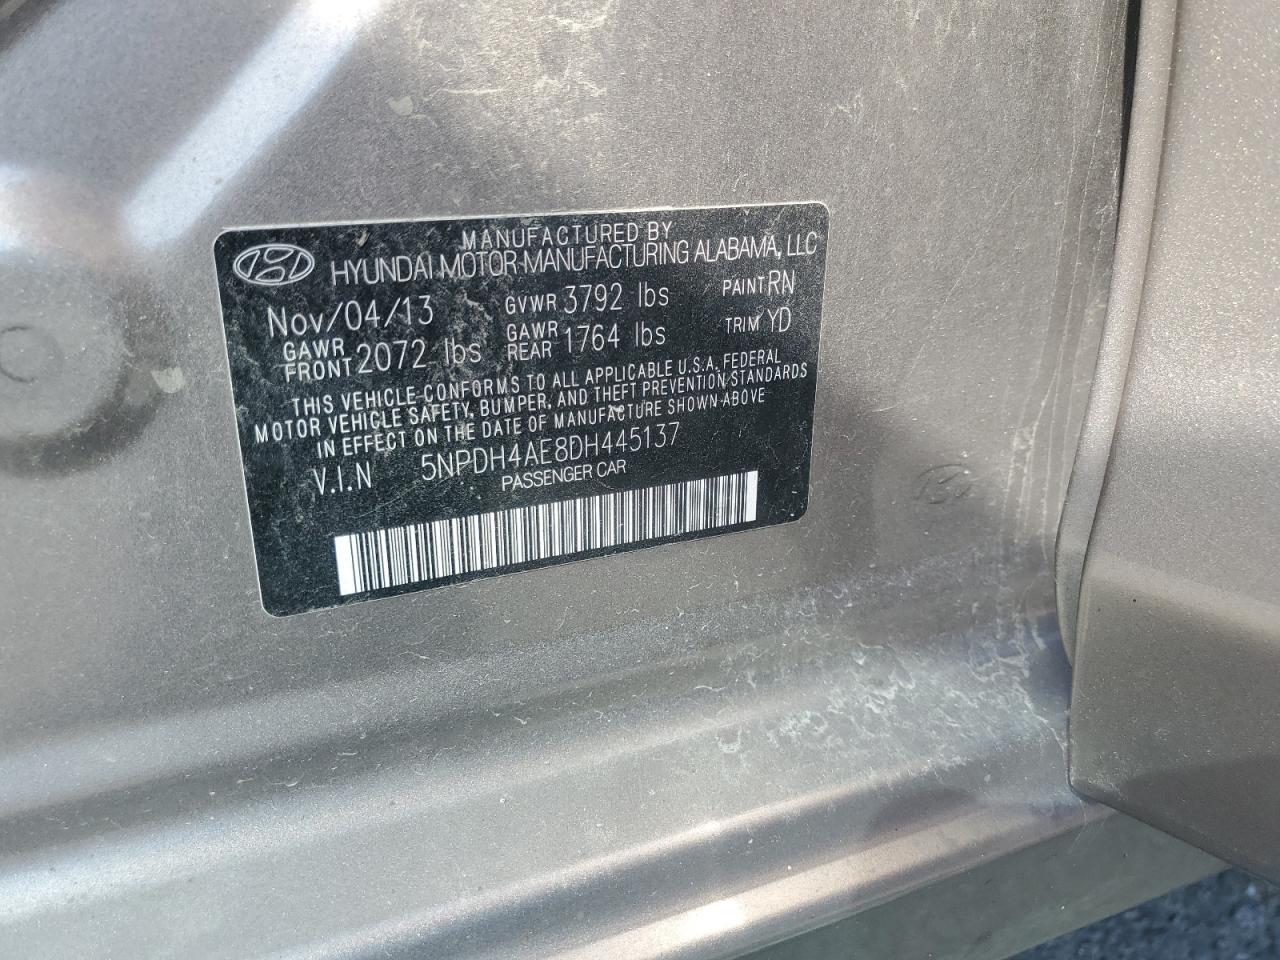 MANUFACTURED BY
HYUNDAI MOTOR MANUFACTURING ALABAMA, LLC
Nov/04/13 GVWR 3792 lbs PAINT RN
GAWR FRONT 2072 lbs GAWR REAR 1764 lbs TRIM YD
THIS VEHICLE CONFORMS TO ALL APPLICABLE U.S.A. FEDERAL
MOTOR VEHICLE SAFETY, BUMPER, AND THEFT PREVENTION STANDARDS
IN EFFECT ON THE DATE OF MANUFACTURE SHOWN ABOVE
V.I.N 5NPDH4AE8DH445137
PASSENGER CAR